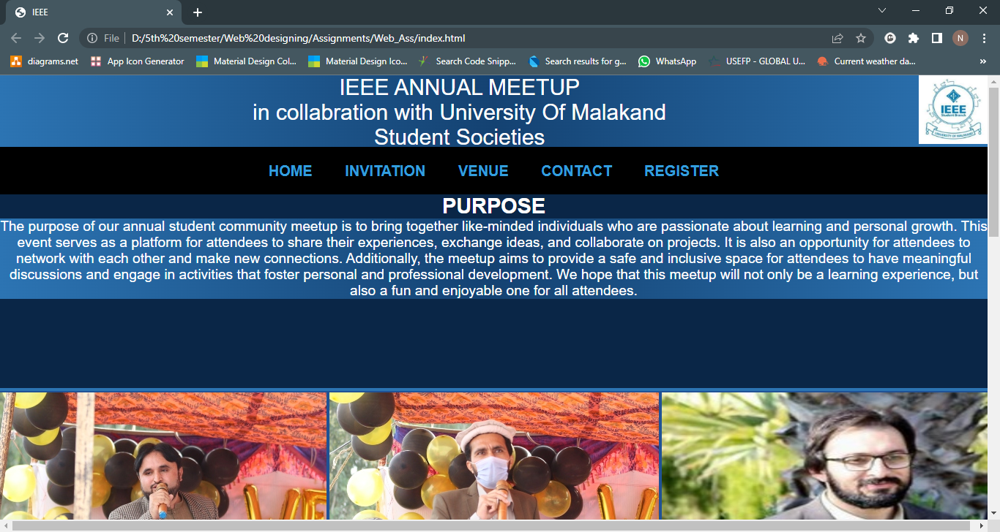 IEEE
File
D:/5th%20semester/Web%20designing/Assignments/Web_Ass/index.html
N
diagrams.net
App Icon Generator
Material Design Col...
Material Design Ico...
Search Code Snipp...
Search results for g...
WhatsApp
USEFP - GLOBAL U...
Current weather da...
»
IEEE ANNUAL MEETUP
in collabration with University Of Malakand
Student Societies
IEEE
Student Branch
UNIVERSITY OF MALAKAND
HOME INVITATION VENUE CONTACT REGISTER
PURPOSE
The purpose of our annual student community meetup is to bring together like-minded individuals who are passionate about learning and personal growth. This
event serves as a platform for attendees to share their experiences, exchange ideas, and collaborate on projects. It is also an opportunity for attendees to
network with each other and make new connections. Additionally, the meetup aims to provide a safe and inclusive space for attendees to have meaningful
discussions and engage in activities that foster personal and professional development. We hope that this meetup will not only be a learning experience, but
also a fun and enjoyable one for all attendees.